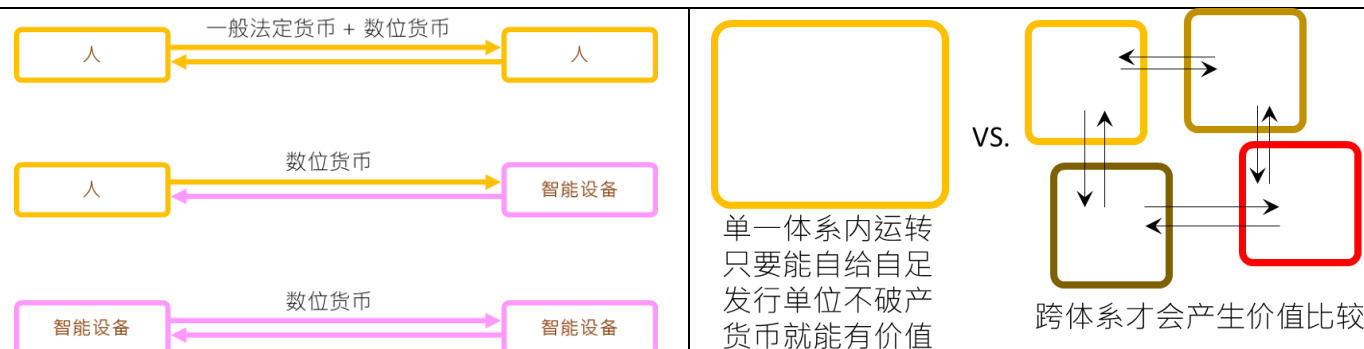 一般法定货币 + 数位货币
人
人
数位货币
人
智能设备
数位货币
智能设备
智能设备
VS.
单一体系内运转
只要能自给自足
发行单位不破产
货币就能有价值
跨体系才会产生价值比较